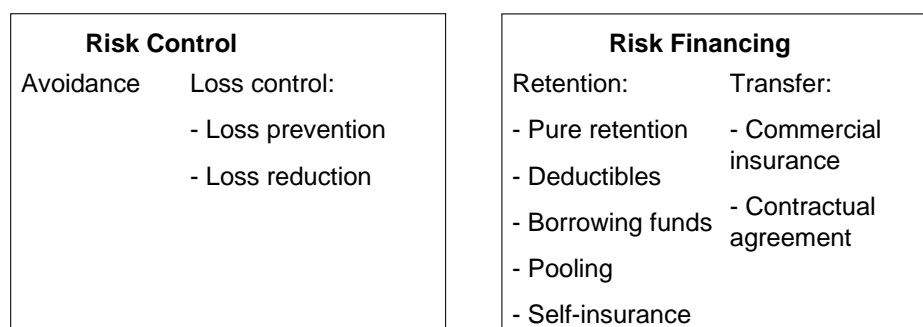 Risk Control
Avoidance
Loss control:
- Loss prevention
- Loss reduction
Risk Financing
Retention:
- Pure retention
- Deductibles
- Borrowing funds
- Pooling
- Self-insurance
Transfer:
- Commercial
insurance
- Contractual
agreement